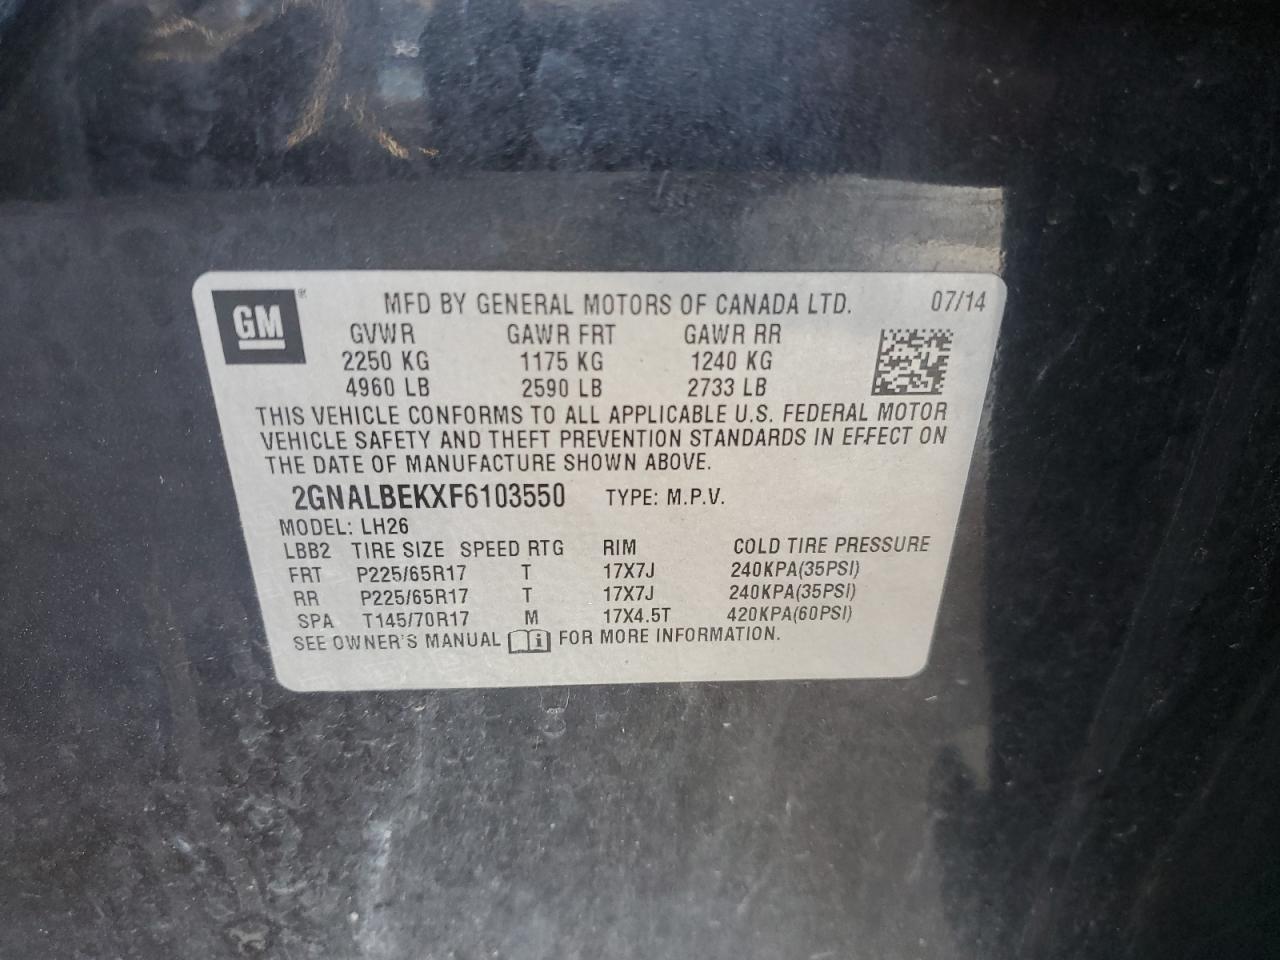 GM ® MFD BY GENERAL MOTORS OF CANADA LTD. 07/14
GVWR GAWR FRT GAWR RR
2250 KG 1175 KG 1240 KG
4960 LB 2590 LB 2733 LB
THIS VEHICLE CONFORMS TO ALL APPLICABLE U.S. FEDERAL MOTOR
VEHICLE SAFETY AND THEFT PREVENTION STANDARDS IN EFFECT ON
THE DATE OF MANUFACTURE SHOWN ABOVE.
2GNALBEKXF6103550 TYPE: M.P.V.
MODEL: LH26
LBB2 TIRE SIZE SPEED RTG RIM COLD TIRE PRESSURE
FRT P225/65R17 T 17X7J 240KPA(35PSI)
RR P225/65R17 T 17X7J 240KPA(35PSI)
SPA T145/70R17 M 17X4.5T 420KPA(60PSI)
SEE OWNER'S MANUAL i FOR MORE INFORMATION.